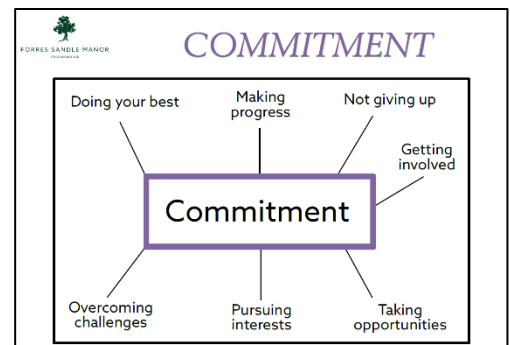 FORRES SANDLE MANOR
COMMITMENT
Doing your best
Making
progress
Not giving up
Getting
involved
Commitment
Overcoming
challenges
Pursuing
interests
Taking
opportunities